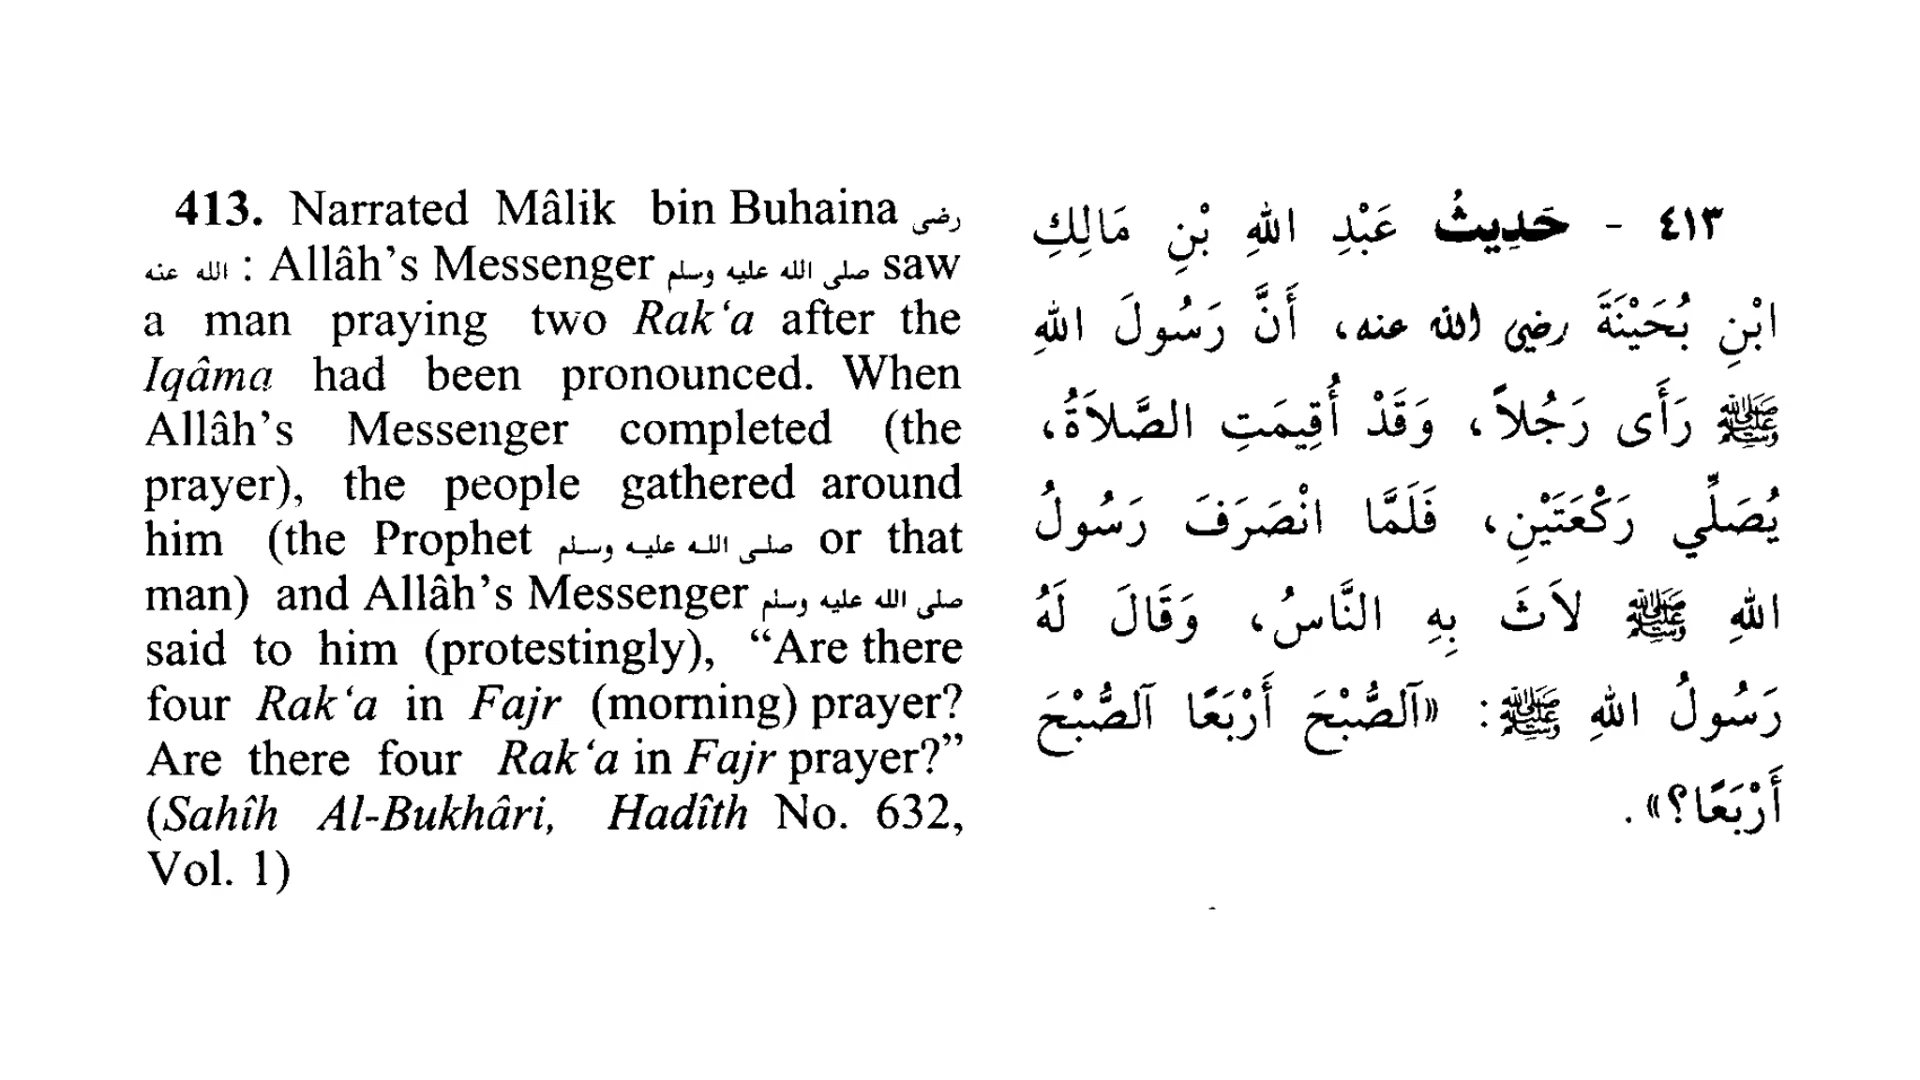 413. Narrated Mâlik bin Buhaina رضى
الله عنه : Allâh's Messenger صلى الله عليه وسلم saw
a man praying two Rak‘a after the
Iqâma had been pronounced. When
Allâh's Messenger completed (the
prayer), the people gathered around
him (the Prophet صلى الله عليه وسلم or that
man) and Allâh's Messenger صلى الله عليه وسلم
said to him (protestingly), “Are there
four Rak‘a in Fajr (morning) prayer?
Are there four Rak‘a in Fajr prayer?”
(Sahîh Al-Bukhâri, Hadîth No. 632,
Vol. 1)
٤١٣ - حَدِيثُ عَبْدِ اللهِ بْنِ مَالِكِ
ابْنِ بُحَيْنَةَ رضي الله عنه، أَنَّ رَسُولَ اللهِ
ﷺ رَأَى رَجُلاً، وَقَدْ أُقِيمَتِ الصَّلاَةُ،
يُصَلِّي رَكْعَتَيْنِ، فَلَمَّا انْصَرَفَ رَسُولُ
اللهِ ﷺ لاَثَ بِهِ النَّاسُ، وَقَالَ لَهُ
رَسُولُ اللهِ ﷺ: «آلصُّبْحَ أَرْبَعًا آلصُّبْحَ
أَرْبَعًا؟».